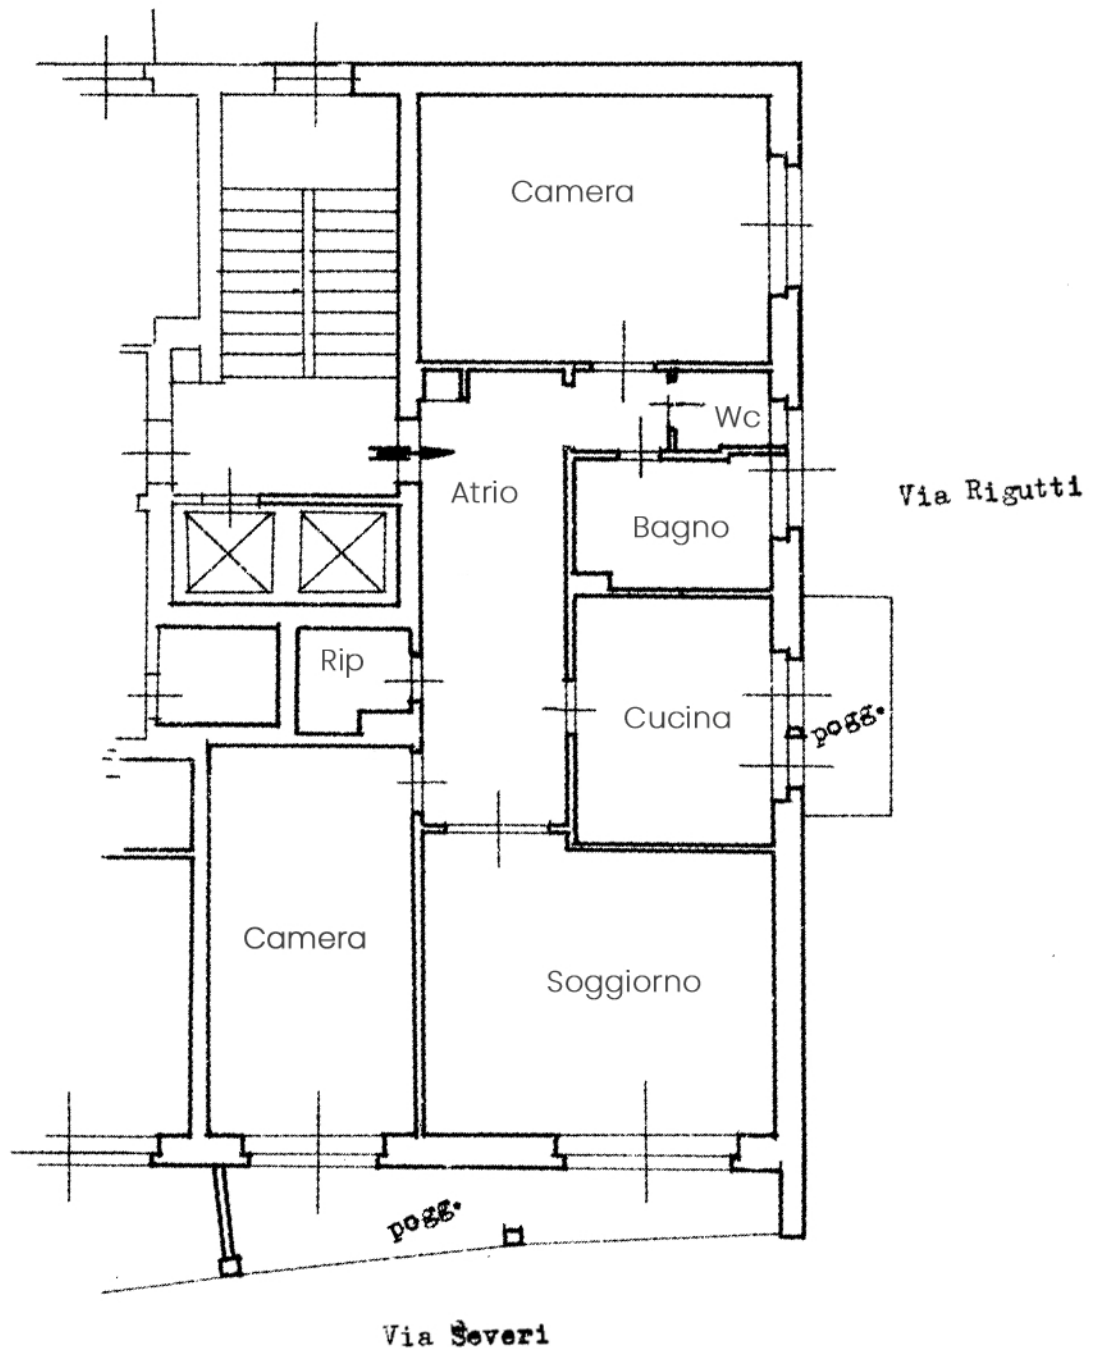 Camera
Wc
Atrio
Via Rigutti
Bagno
Rip
Cucina
pogg.
Camera
Soggiorno
pogg.
Via Severi